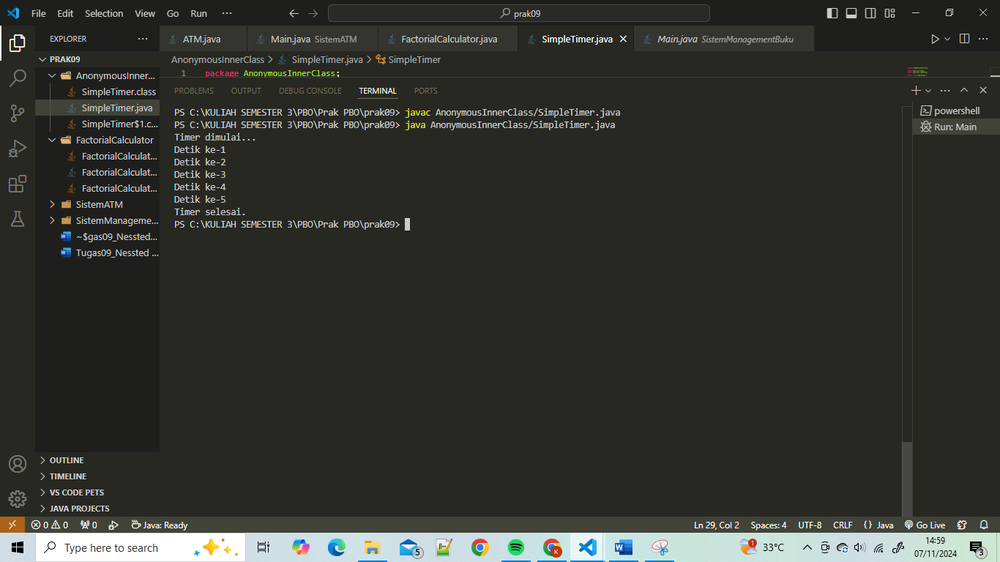 File Edit Selection View Go Run ···
prak09
EXPLORER ···
ATM.java
Main.java SistemATM
FactorialCalculator.java
SimpleTimer.java
Main.java SistemManagementBuku
PRAK09
AnonymousInner...
SimpleTimer.class
SimpleTimer.java
SimpleTimer$1.c...
FactorialCalculator
FactorialCalculat...
FactorialCalculat...
FactorialCalculat...
SistemATM
SistemManageme...
~$gas09_Nessted...
Tugas09_Nessted ...
OUTLINE
TIMELINE
VS CODE PETS
JAVA PROJECTS
AnonymousInnerClass > SimpleTimer.java > SimpleTimer
1 package AnonymousInnerClass;
PROBLEMS OUTPUT DEBUG CONSOLE TERMINAL PORTS
PS C:\KULIAH SEMESTER 3\PBO\Prak PBO\prak09> javac AnonymousInnerClass/SimpleTimer.java
PS C:\KULIAH SEMESTER 3\PBO\Prak PBO\prak09> java AnonymousInnerClass/SimpleTimer.java
Timer dimulai...
Detik ke-1
Detik ke-2
Detik ke-3
Detik ke-4
Detik ke-5
Timer selesai.
PS C:\KULIAH SEMESTER 3\PBO\Prak PBO\prak09>
powershell
Run: Main
0 0 0 Java: Ready
Ln 29, Col 2 Spaces: 4 UTF-8 CRLF {} Java Go Live
Type here to search
5
K
1
33°C
14:59
07/11/2024
3